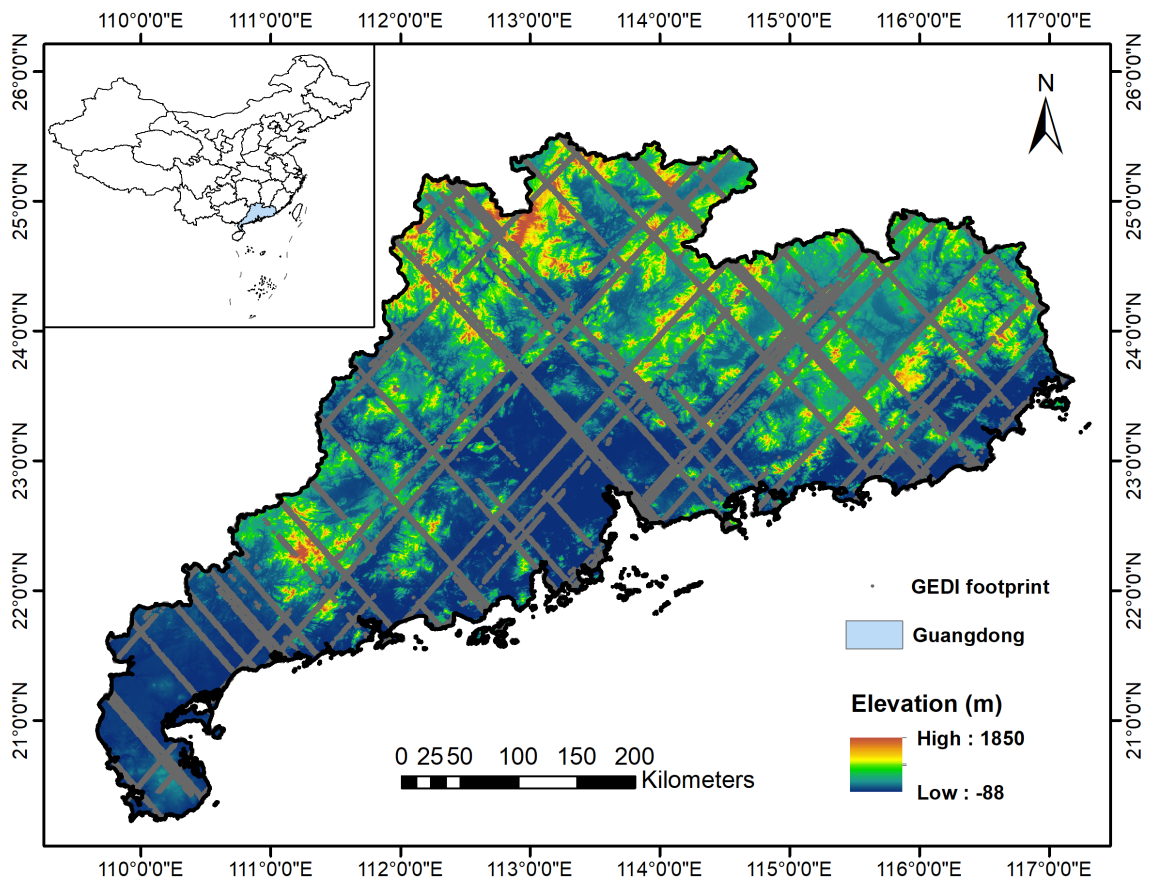 110°0'0"E 111°0'0"E 112°0'0"E 113°0'0"E 114°0'0"E 115°0'0"E 116°0'0"E 117°0'0"E
26°0'0"N
25°0'0"N
24°0'0"N
23°0'0"N
22°0'0"N
21°0'0"N
N
26°0'0"N
25°0'0"N
24°0'0"N
23°0'0"N
22°0'0"N
21°0'0"N
GEDI footprint
Guangdong
Elevation (m)
High : 1850
Low : -88
0 25 50 100 150 200
Kilometers
110°0'0"E 111°0'0"E 112°0'0"E 113°0'0"E 114°0'0"E 115°0'0"E 116°0'0"E 117°0'0"E